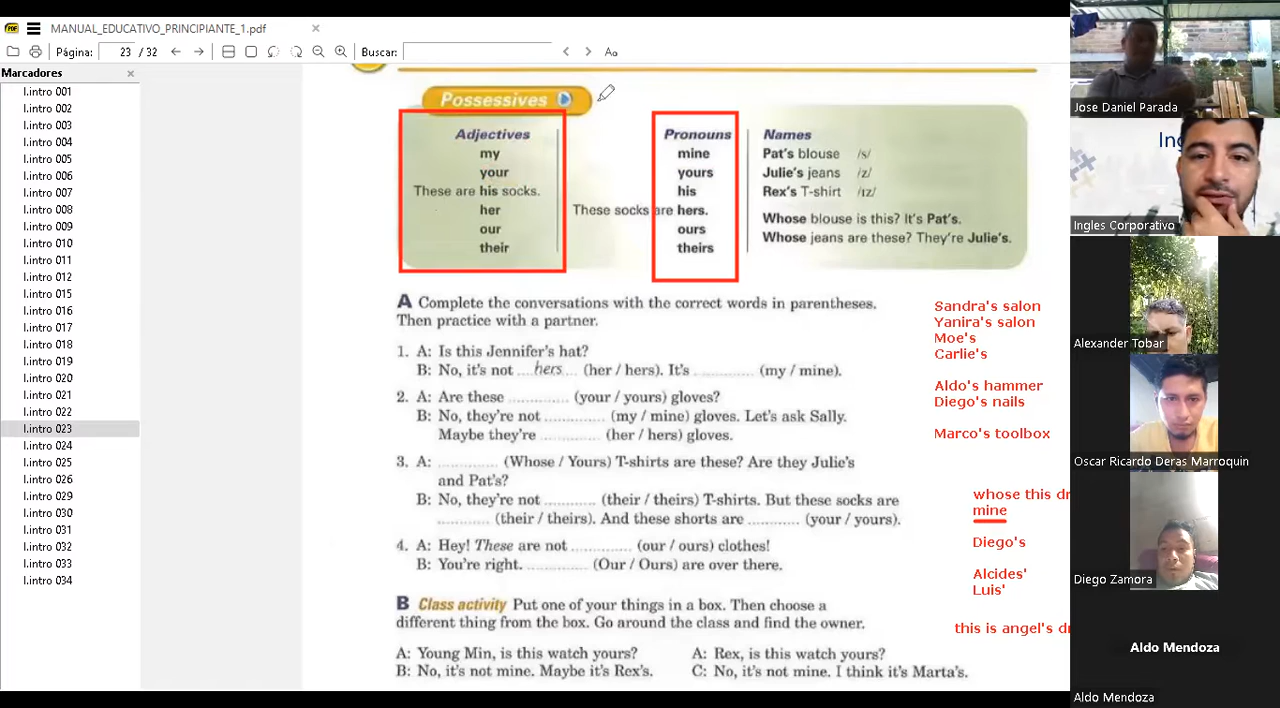 MANUAL_EDUCATIVO_PRINCIPIANTE_1.pdf
Página: 23 / 32
Buscar:
Aa
Marcadores
I.intro 001
I.intro 002
I.intro 003
I.intro 004
I.intro 005
I.intro 006
I.intro 007
I.intro 008
I.intro 009
I.intro 010
I.intro 011
I.intro 012
I.intro 015
I.intro 016
I.intro 017
I.intro 018
I.intro 019
I.intro 020
I.intro 021
I.intro 022
I.intro 023
I.intro 024
I.intro 025
I.intro 026
I.intro 029
I.intro 030
I.intro 031
I.intro 032
I.intro 033
I.intro 034
Possessives
Adjectives
my
your
These are his socks.
her
our
their
Pronouns
mine
yours
his
These socks are hers.
ours
theirs
Names
Pat's blouse /s/
Julie's jeans /z/
Rex's T-shirt /ɪz/
Whose blouse is this? It's Pat's.
Whose jeans are these? They're Julie's.
A Complete the conversations with the correct words in parentheses.
Then practice with a partner.
1. A: Is this Jennifer's hat?
B: No, it's not hers (her / hers). It's ............ (my / mine).
2. A: Are these ............ (your / yours) gloves?
B: No, they're not ............ (my / mine) gloves. Let's ask Sally.
Maybe they're ............ (her / hers) gloves.
3. A: ............ (Whose / Yours) T-shirts are these? Are they Julie's
and Pat's?
B: No, they're not ............ (their / theirs) T-shirts. But these socks are
............ (their / theirs). And these shorts are ............ (your / yours).
4. A: Hey! These are not ............ (our / ours) clothes!
B: You're right. ............ (Our / Ours) are over there.
B Class activity Put one of your things in a box. Then choose a
different thing from the box. Go around the class and find the owner.
A: Young Min, is this watch yours?
B: No, it's not mine. Maybe it's Rex's.
A: Rex, is this watch yours?
C: No, it's not mine. I think it's Marta's.
Sandra's salon
Yanira's salon
Moe's
Carlie's
Aldo's hammer
Diego's nails
Marco's toolbox
whose this dr
mine
Diego's
Alcides'
Luis'
this is angel's dr
Jose Daniel Parada
Ing
Ingles Corporativo
Alexander Tobar
Oscar Ricardo Deras Marroquin
Diego Zamora
Aldo Mendoza
Aldo Mendoza